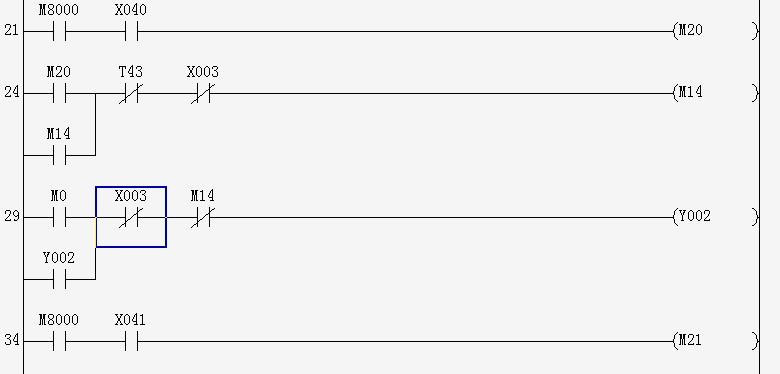 M8000 X040
21 (M20 )
M20 T43 X003
24 (M14 )
M14
M0 X003 M14
29 (Y002 )
Y002
M8000 X041
34 (M21 )